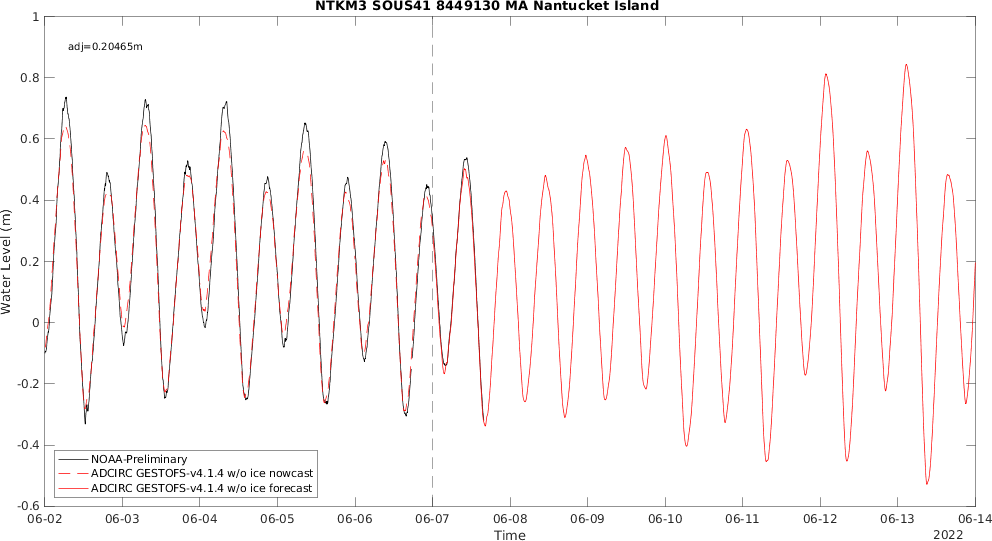 NTKM3 SOUS41 8449130 MA Nantucket Island
adj=0.20465m
1
0.8
0.6
0.4
0.2
0
-0.2
-0.4
-0.6
Water Level (m)
NOAA-Preliminary
ADCIRC GESTOFS-v4.1.4 w/o ice nowcast
ADCIRC GESTOFS-v4.1.4 w/o ice forecast
06-02 06-03 06-04 06-05 06-06 06-07 06-08 06-09 06-10 06-11 06-12 06-13 06-14
Time
2022